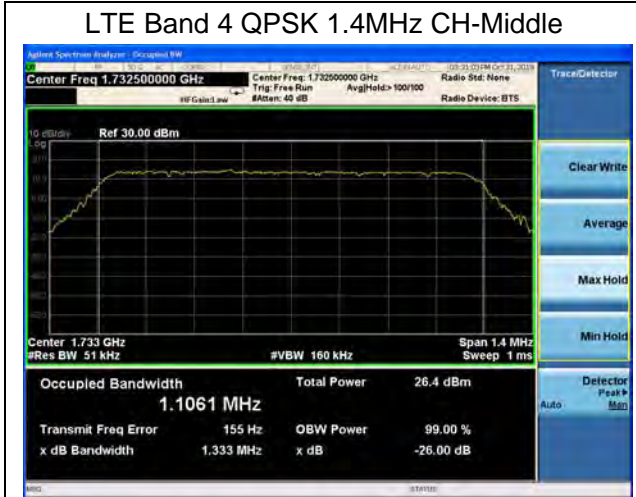 LTE Band 4 QPSK 1.4MHz CH-Middle
Agilent Spectrum Analyzer - Occupied BW
Center Freq 1.732500000 GHz
Center Freq: 1.732500000 GHz
Radio Std: None
Trig: Free Run
Avg|Hold:> 100/100
#IFGain:Low
#Atten: 40 dB
Radio Device: BTS
Trace/Detector
10 dB/div
Ref 30.00 dBm
Log
Clear Write
Average
Max Hold
Min Hold
Center 1.733 GHz
Span 1.4 MHz
#Res BW 51 kHz
#VBW 160 kHz
Sweep 1 ms
Occupied Bandwidth
Total Power
26.4 dBm
1.1061 MHz
Detector
Peak
Auto
Man
Transmit Freq Error
155 Hz
OBW Power
99.00 %
x dB Bandwidth
1.333 MHz
x dB
-26.00 dB
MSG
STATUS